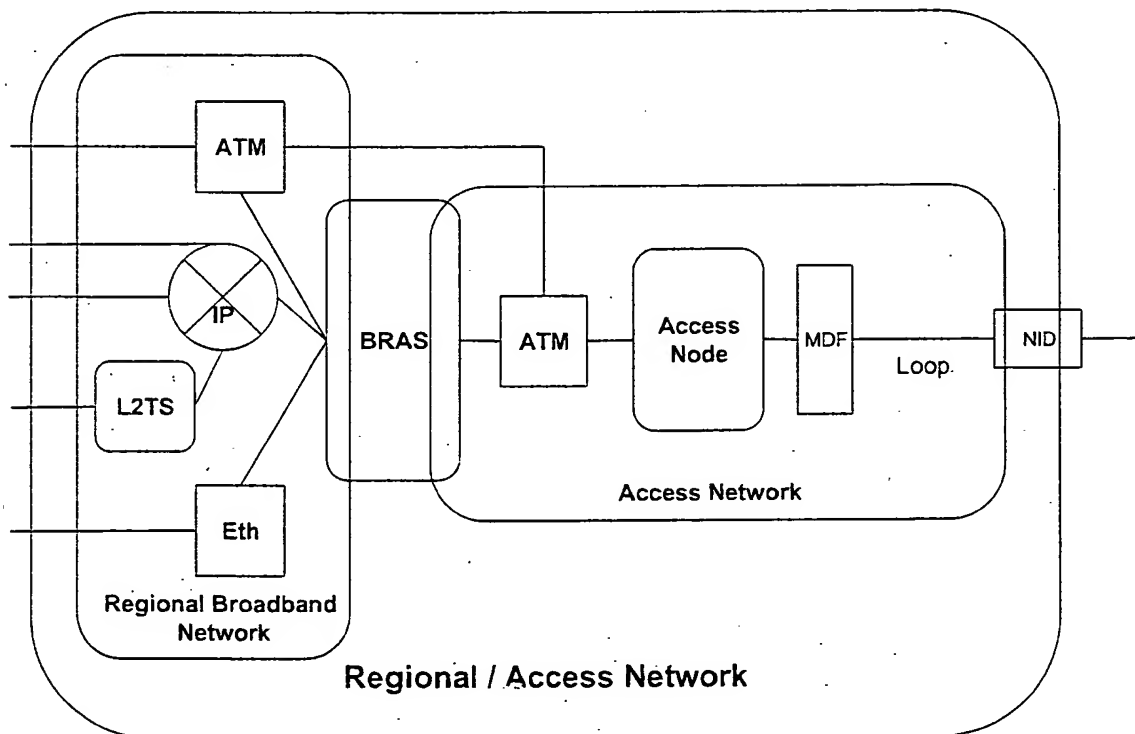 ATM
IP
L2TS
Eth
Regional Broadband
Network
BRAS
ATM
Access
Node
MDF
Loop
NID
Access Network
Regional / Access Network